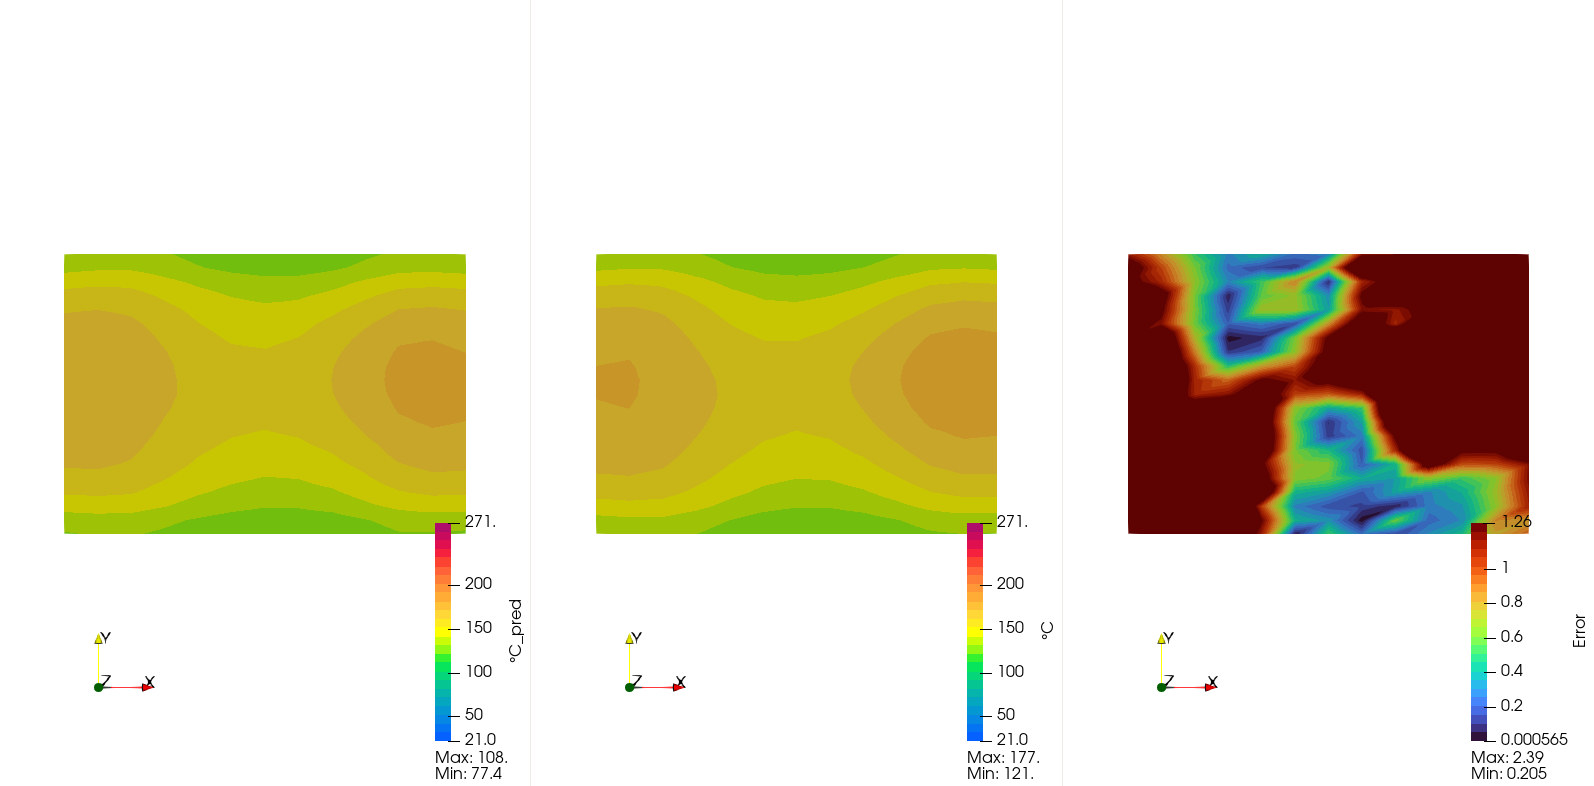 271.
200
150
100
50
21.0
°C_pred
Max: 108.
Min: 77.4
Y
Z
X
271.
200
150
100
50
21.0
°C
Max: 177.
Min: 121.
Y
Z
X
1.26
1
0.8
0.6
0.4
0.2
0.000565
Error
Max: 2.39
Min: 0.205
Y
Z
X